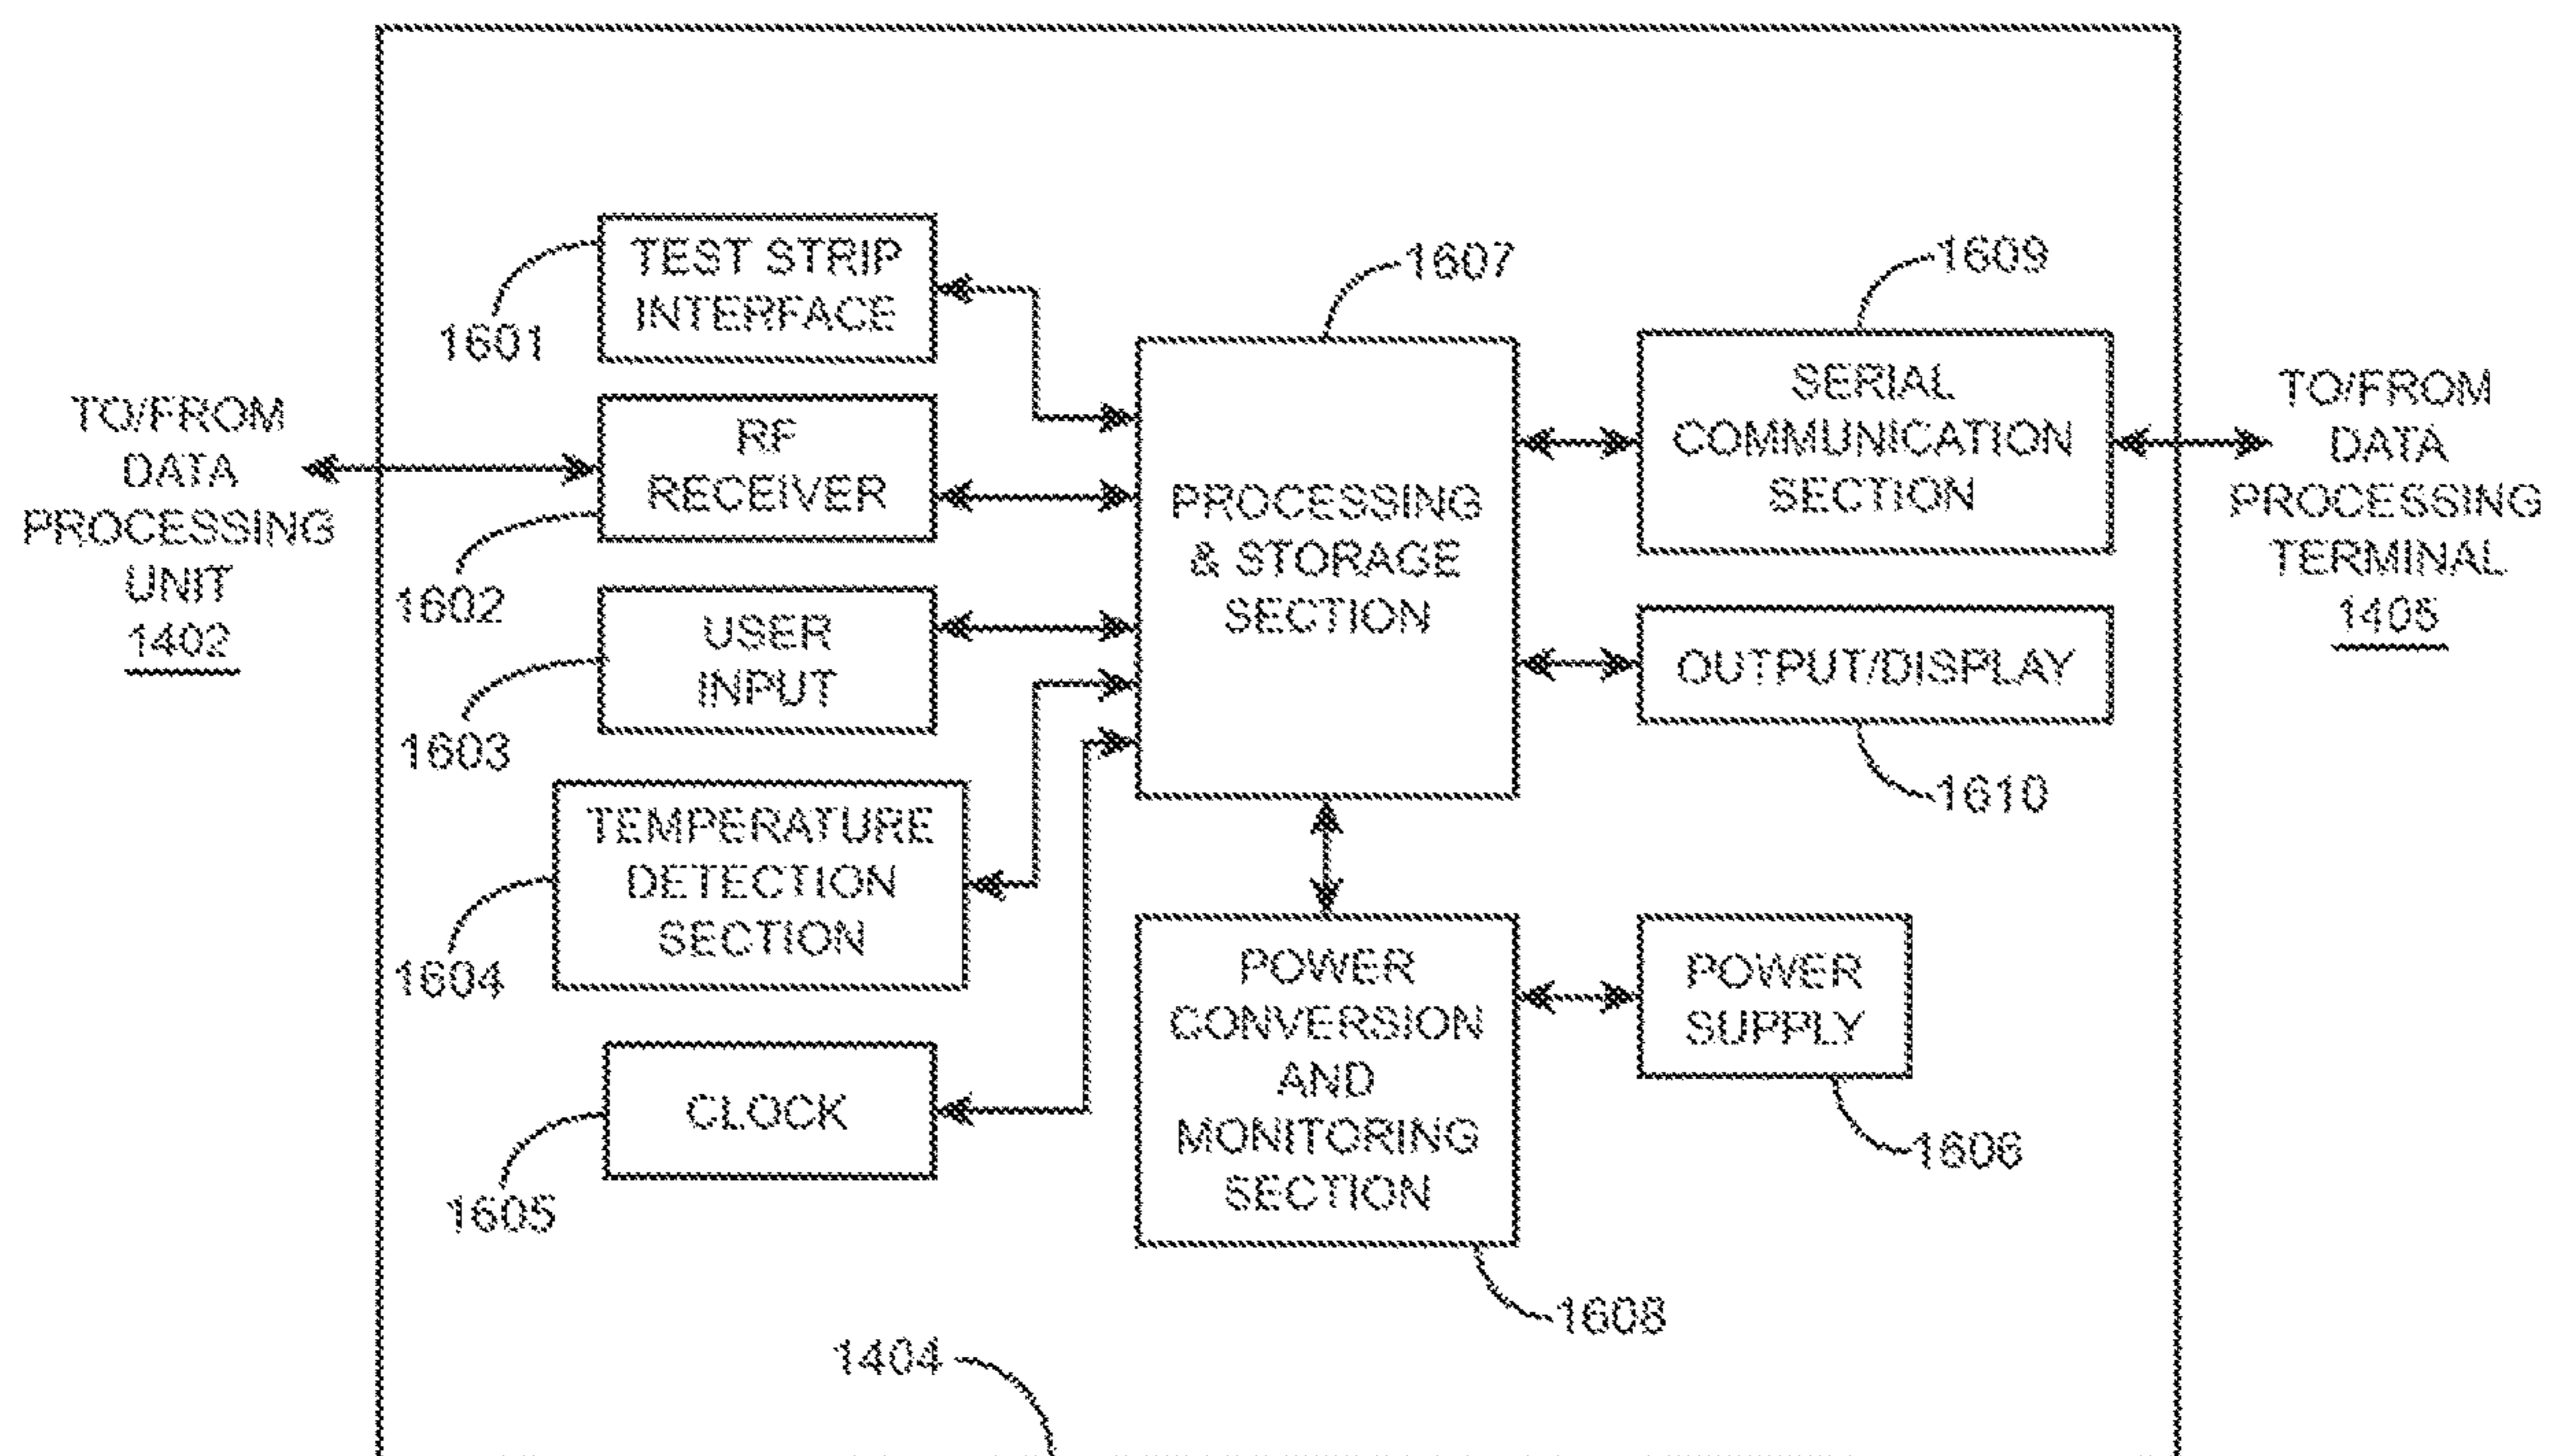 TEST STRIP
INTERFACE
1601
TO/FROM
DATA
PROCESSING
UNIT
1402
RF
RECEIVER
1602
USER
INPUT
1603
TEMPERATURE
DETECTION
SECTION
1604
CLOCK
1605
1607
PROCESSING
& STORAGE
SECTION
1609
SERIAL
COMMUNICATION
SECTION
TO/FROM
DATA
PROCESSING
TERMINAL
1405
OUTPUT/DISPLAY
1610
POWER
CONVERSION
AND
MONITORING
SECTION
1608
POWER
SUPPLY
1606
1404